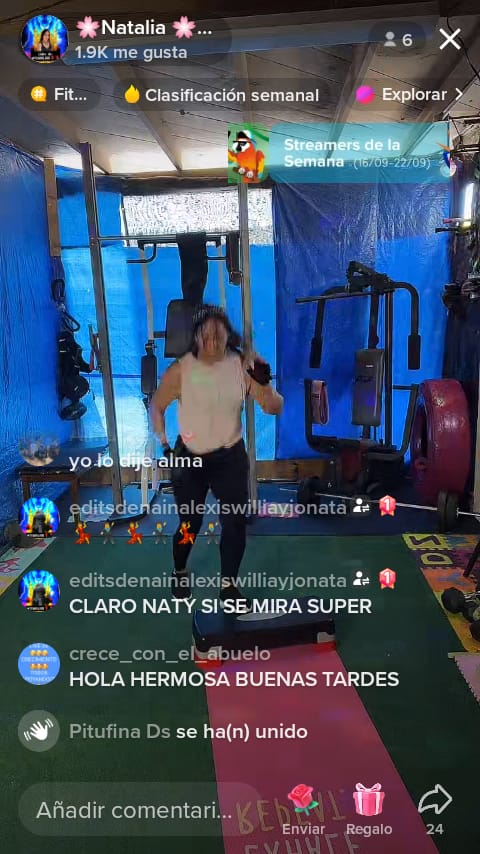 🌸Natalia 🌸...
1.9K me gusta
6
Fit...
Clasificación semanal
Explorar
Streamers de la
Semana (16/09-22/09)
yo lo dije alma
editsdenainalexiswilliayjonata
1
💃🕺💃🕺💃🕺
editsdenainalexiswilliayjonata
1
CLARO NATY SI SE MIRA SUPER
crece_con_el_abuelo
HOLA HERMOSA BUENAS TARDES
Pitufina Ds se ha(n) unido
Añadir comentari...
Enviar
Regalo
24
REPEAT
EXHALE